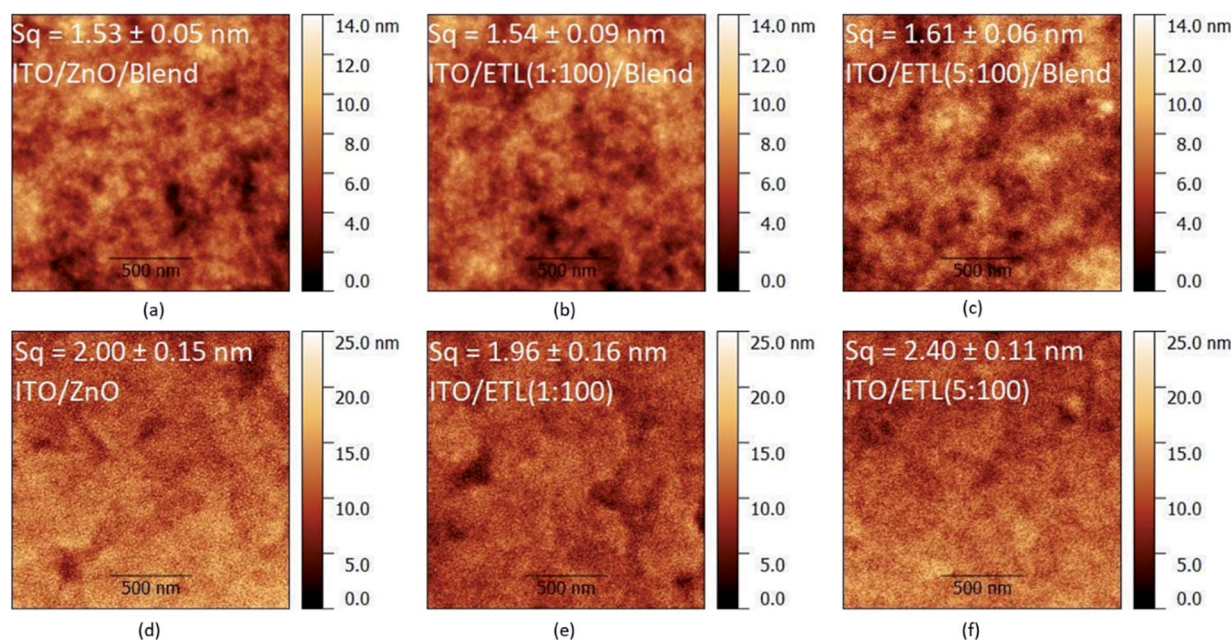 Sq = 1.53 ± 0.05 nm
ITO/ZnO/Blend
500 nm
14.0 nm
12.0
10.0
8.0
6.0
4.0
0.0
(a)
Sq = 1.54 ± 0.09 nm
ITO/ETL(1:100)/Blend
500 nm
14.0 nm
12.0
10.0
8.0
6.0
4.0
0.0
(b)
Sq = 1.61 ± 0.06 nm
ITO/ETL(5:100)/Blend
500 nm
14.0 nm
12.0
10.0
8.0
6.0
4.0
0.0
(c)
Sq = 2.00 ± 0.15 nm
ITO/ZnO
500 nm
25.0 nm
20.0
15.0
10.0
5.0
0.0
(d)
Sq = 1.96 ± 0.16 nm
ITO/ETL(1:100)
500 nm
25.0 nm
20.0
15.0
10.0
5.0
0.0
(e)
Sq = 2.40 ± 0.11 nm
ITO/ETL(5:100)
500 nm
25.0 nm
20.0
15.0
10.0
5.0
0.0
(f)